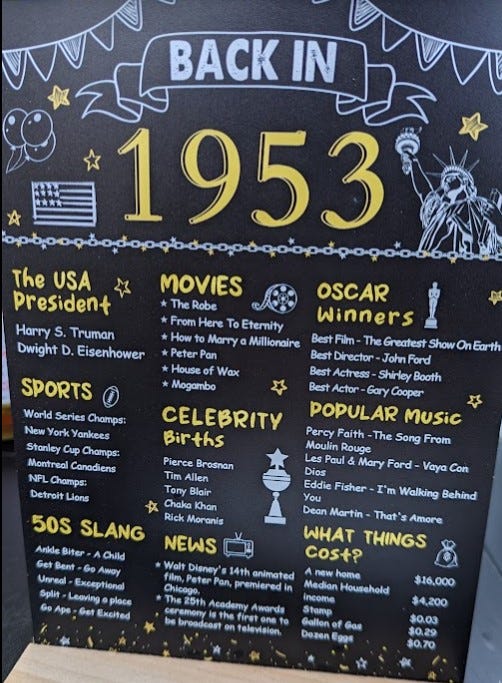 BACK IN
1953
The USA
President
Harry S. Truman
Dwight D. Eisenhower
SPORTS
World Series Champs:
New York Yankees
Stanley Cup Champs:
Montreal Canadiens
NFL Champs:
Detroit Lions
50S SLANG
Ankle Biter - A Child
Get Bent - Go Away
Unreal - Exceptional
Split - Leaving a place
Go Ape - Get Excited
MOVIES
★ The Robe
★ From Here To Eternity
★ How to Marry a Millionaire
★ Peter Pan
★ House of Wax
★ Mogambo
CELEBRITY
Births
Pierce Brosnan
Tim Allen
Tony Blair
Chaka Khan
Rick Moranis
NEWS
★ Walt Disney's 14th animated
film, Peter Pan, premiered in
Chicago.
★ The 25th Academy Awards
ceremony is the first one to
be broadcast on television.
OSCAR
Winners
Best Film - The Greatest Show On Earth
Best Director - John Ford
Best Actress - Shirley Booth
Best Actor - Gary Cooper
POPULAR MUSIC
Percy Faith - The Song From
Moulin Rouge
Les Paul & Mary Ford - Vaya Con
Dios
Eddie Fisher - I'm Walking Behind
You
Dean Martin - That's Amore
WHAT THINGS
Cost?
A new home $16,000
Median Household
income $4,200
Stamp $0.03
Gallon of Gas $0.29
Dozen Eggs $0.70